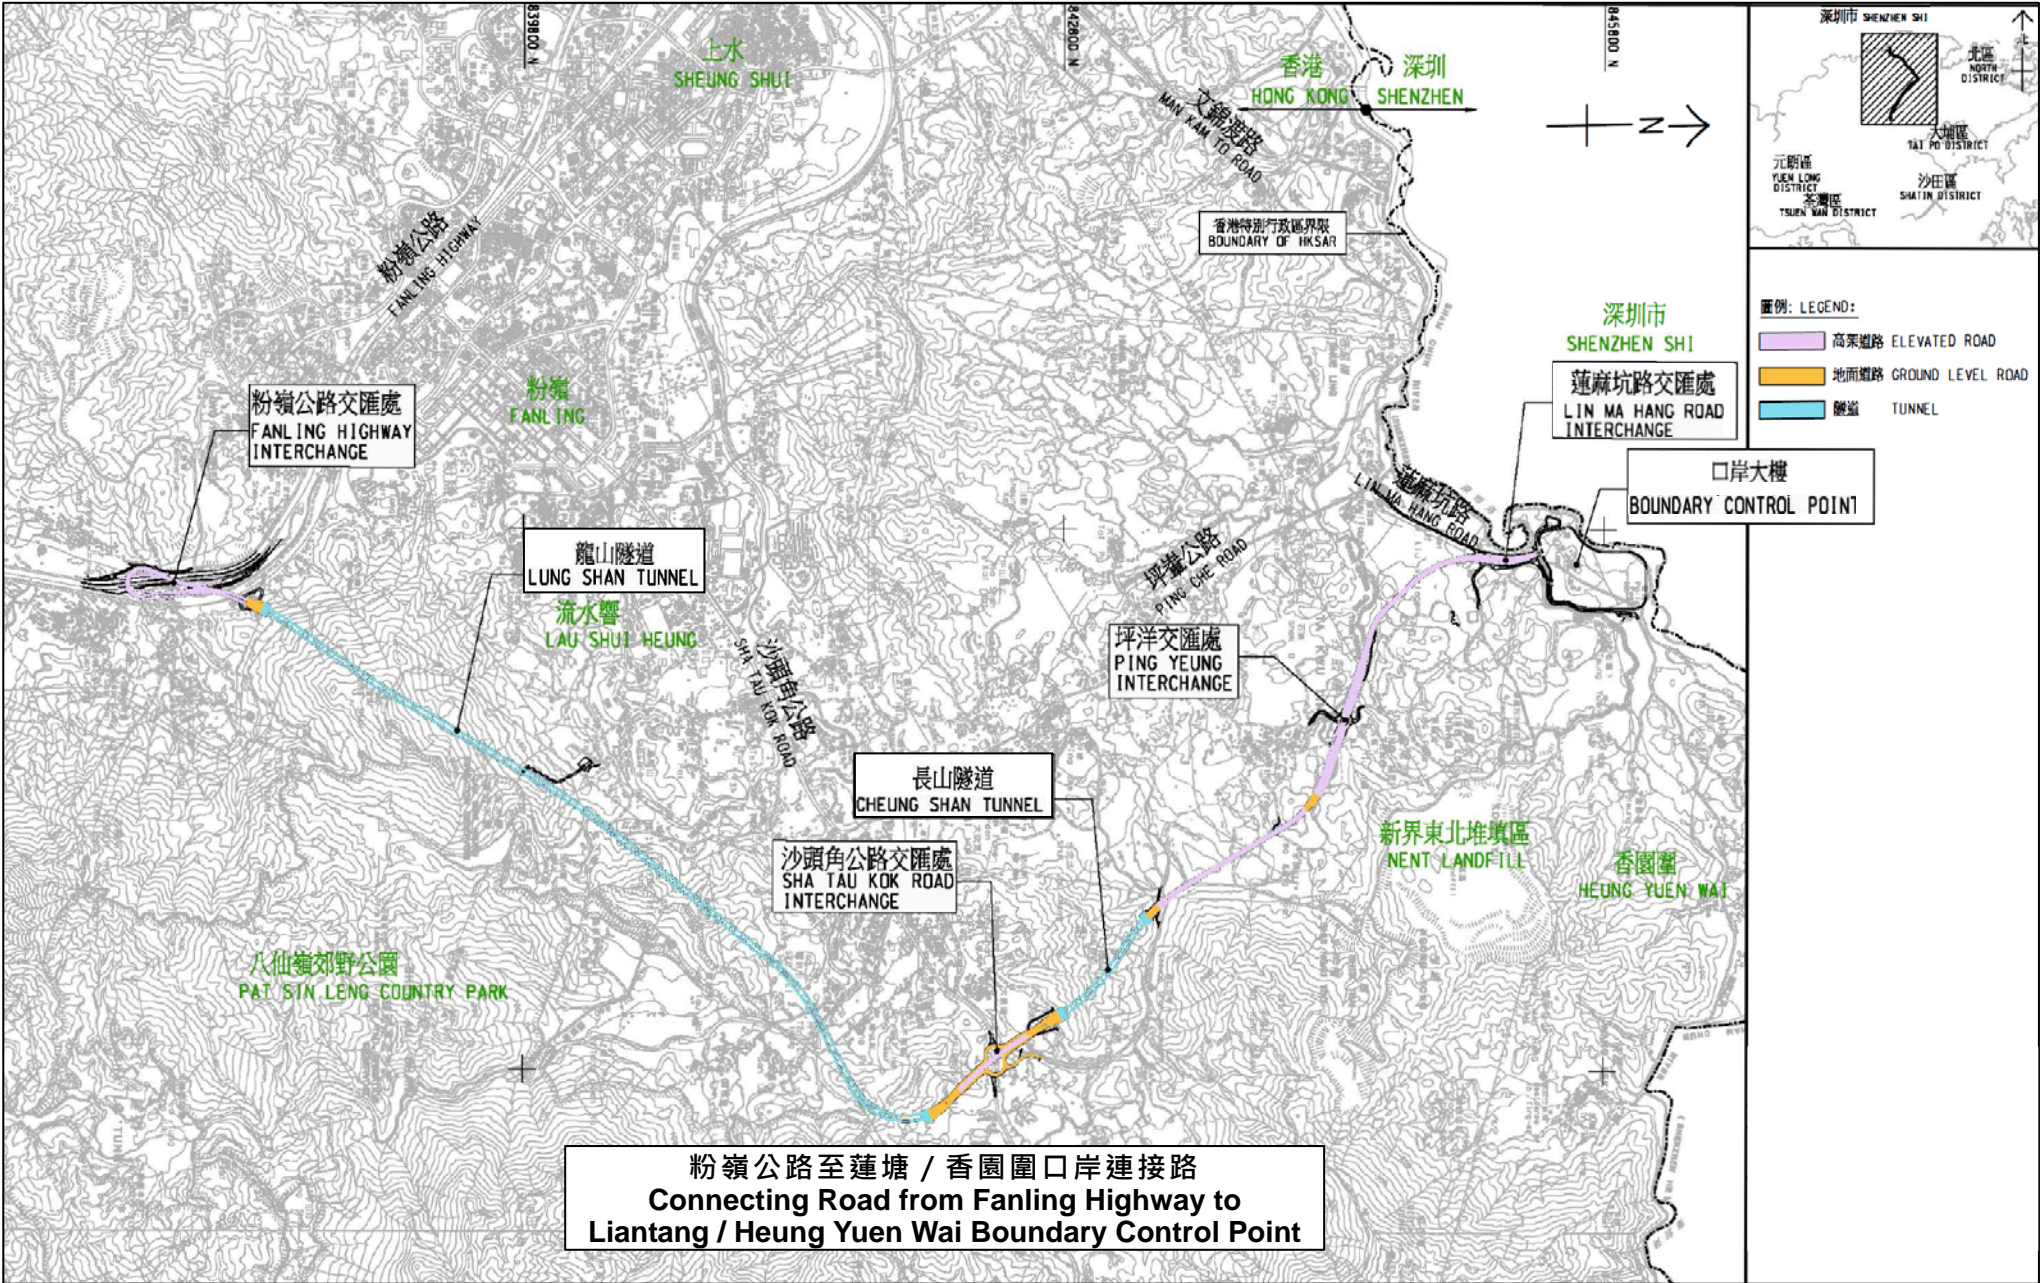 839800 N
842800 N
845800 N
上水
SHEUNG SHUI
香港
HONG KONG
深圳
SHENZHEN
文錦渡路
MAN KAM TO ROAD
N
粉嶺公路
FANLING HIGHWAY
香港特別行政區界限
BOUNDARY OF HKSAR
深圳市
SHENZHEN SHI
粉嶺公路交匯處
FANLING HIGHWAY
INTERCHANGE
粉嶺
FANLING
蓮麻坑路交匯處
LIN MA HANG ROAD
INTERCHANGE
口岸大樓
BOUNDARY CONTROL POINT
蓮麻坑路
LIN MA HANG ROAD
龍山隧道
LUNG SHAN TUNNEL
流水響
LAU SHUI HEUNG
坪輋公路
PING CHE ROAD
沙頭角公路
SHA TAU KOK ROAD
坪洋交匯處
PING YEUNG
INTERCHANGE
長山隧道
CHEUNG SHAN TUNNEL
新界東北堆填區
NENT LANDFILL
香園圍
HEUNG YUEN WAI
沙頭角公路交匯處
SHA TAU KOK ROAD
INTERCHANGE
八仙嶺郊野公園
PAT SIN LENG COUNTRY PARK
粉嶺公路至蓮塘 / 香園圍口岸連接路
Connecting Road from Fanling Highway to
Liantang / Heung Yuen Wai Boundary Control Point
深圳市 SHENZHEN SHI
北
北區
NORTH
DISTRICT
大埔區
TAI PO DISTRICT
元朗區
YUEN LONG
DISTRICT
沙田區
SHATIN DISTRICT
荃灣區
TSUEN WAN DISTRICT
圖例: LEGEND:
高架道路 ELEVATED ROAD
地面道路 GROUND LEVEL ROAD
隧道 TUNNEL